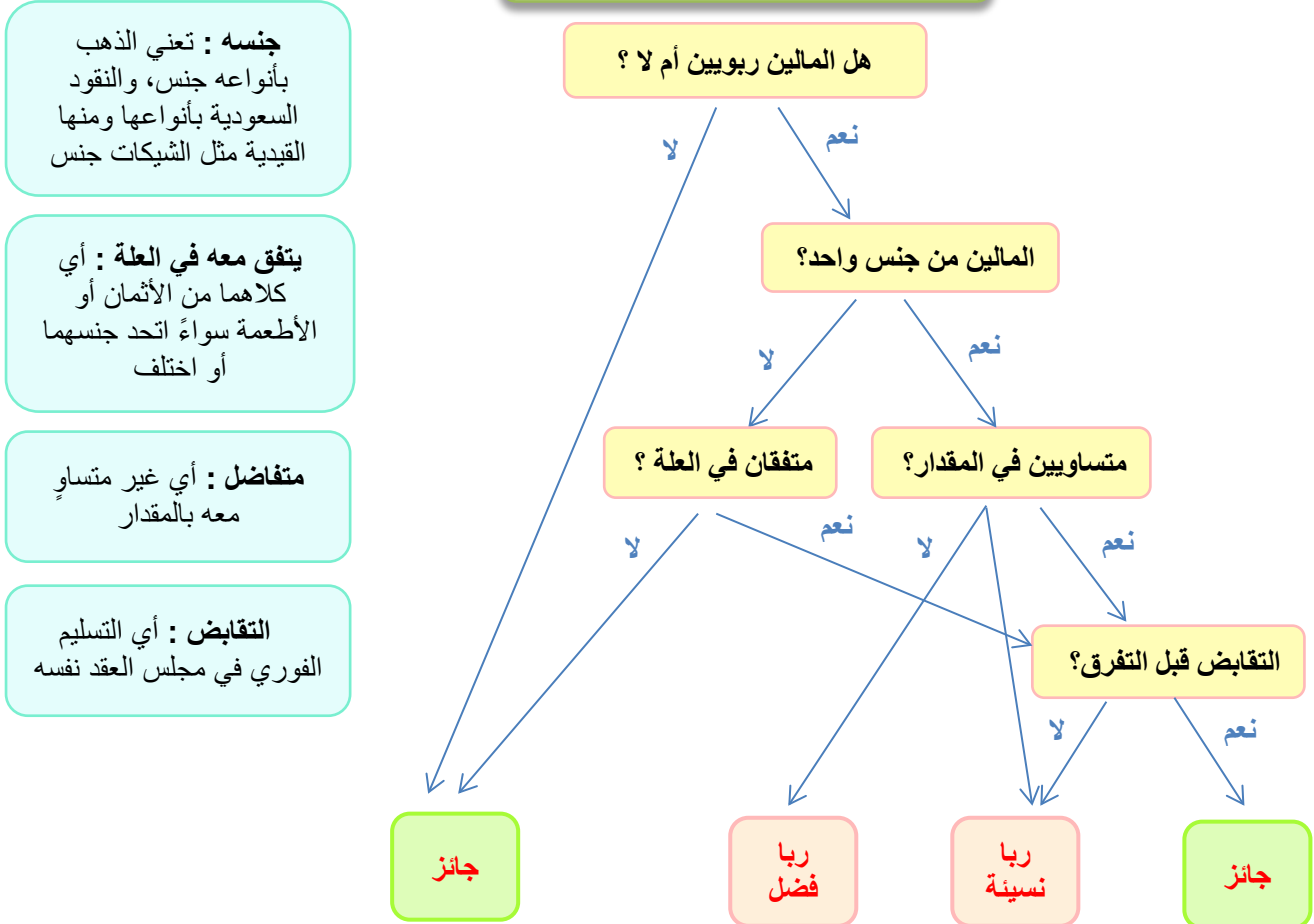 جنسه : تعني الذهب
بأنواعه جنس، والنقود
السعودية بأنواعها ومنها
القيدية مثل الشيكات جنس
يتفق معه في العلة : أي
كلاهما من الأثمان أو
الأطعمة سواءً اتحد جنسهما
أو اختلف
متفاضل : أي غير متساوٍ
معه بالمقدار
التقابض : أي التسليم
الفوري في مجلس العقد نفسه
هل المالين ربويين أم لا ؟
نعم
لا
المالين من جنس واحد؟
نعم
لا
متساويين في المقدار؟
متفقان في العلة ؟
نعم
لا
نعم
لا
التقابض قبل التفرق؟
نعم
لا
جائز
ربا
نسيئة
ربا
فضل
جائز